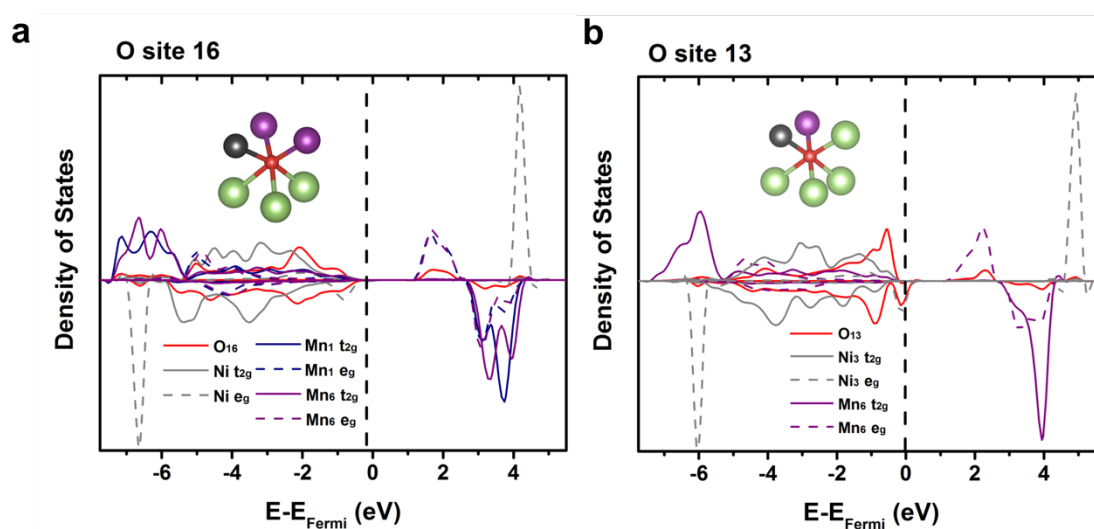 a
O site 16
Density of States
O16
Ni t2g
Ni eg
Mn1 t2g
Mn1 eg
Mn6 t2g
Mn6 eg
-6 -4 -2 0 2 4
E-EFermi (eV)
b
O site 13
Density of States
O13
Ni3 t2g
Ni3 eg
Mn6 t2g
Mn6 eg
-6 -4 -2 0 2 4
E-EFermi (eV)